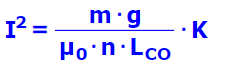 I² = m · g / μ₀ · n · L_CO · K